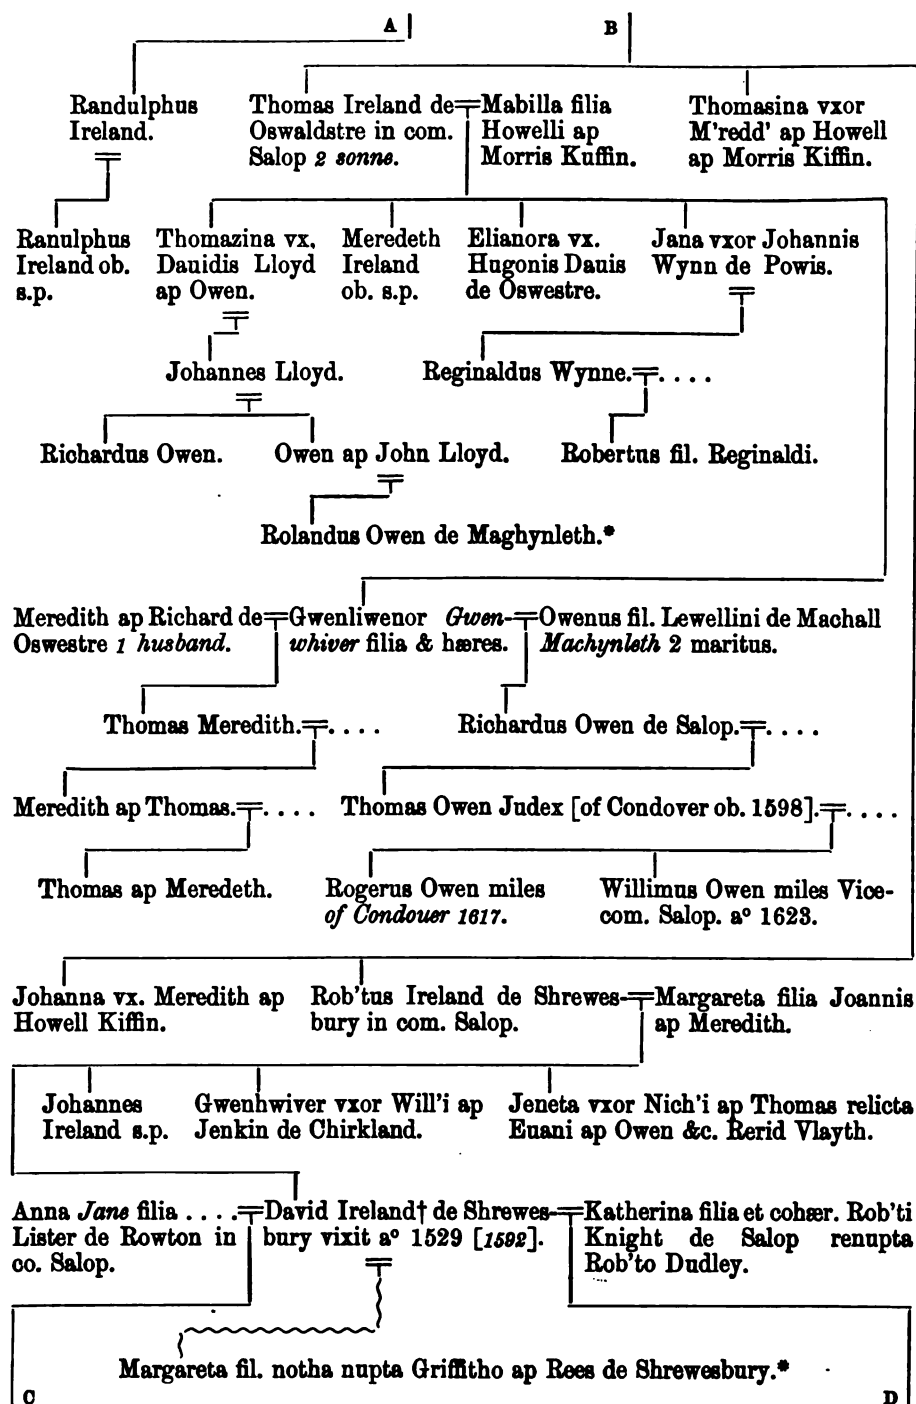 A B
Randulphus
Ireland.
Thomas Ireland de
Oswaldstre in com.
Salop 2 sonne.
Mabilla filia
Howelli ap
Morris Kuffin.
Thomasina vxor
M'redd' ap Howell
ap Morris Kiffin.
Ranulphus
Ireland ob.
s.p.
Thomazina vx.
Dauidis Lloyd
ap Owen.
Meredeth
Ireland
ob. s.p.
Elianora vx.
Hugonis Dauis
de Oswestre.
Jana vxor Johannis
Wynn de Powis.
Johannes Lloyd.
Reginaldus Wynne. . . . .
Richardus Owen.
Owen ap John Lloyd.
Robertus fil. Reginaldi.
Rolandus Owen de Maghynleth.*
Meredith ap Richard de
Oswestre 1 husband.
Gwenliwenor Gwen-
whiver filia & hæres.
Owenus fil. Lewellini de Machall
Machynleth 2 maritus.
Thomas Meredith. . . . .
Richardus Owen de Salop. . . . .
Meredith ap Thomas. . . . .
Thomas Owen Judex [of Condover ob. 1598]. . . . .
Thomas ap Meredeth.
Rogerus Owen miles
of Condouer 1617.
Willimus Owen miles Vice-
com. Salop. aº 1623.
Johanna vx. Meredith ap
Howell Kiffin.
Rob'tus Ireland de Shrewes-
bury in com. Salop.
Margareta filia Joannis
ap Meredith.
Johannes
Ireland s.p.
Gwenhwiver vxor Will'i ap
Jenkin de Chirkland.
Jeneta vxor Nich'i ap Thomas relicta
Euani ap Owen &c. Rerid Vlayth.
Anna Jane filia . . . .
Lister de Rowton in
co. Salop.
David Ireland† de Shrewes-
bury vixit aº 1529 [1592].
Katherina filia et cohær. Rob'ti
Knight de Salop renupta
Rob'to Dudley.
Margareta fil. notha nupta Griffitho ap Rees de Shrewesbury.*
C D